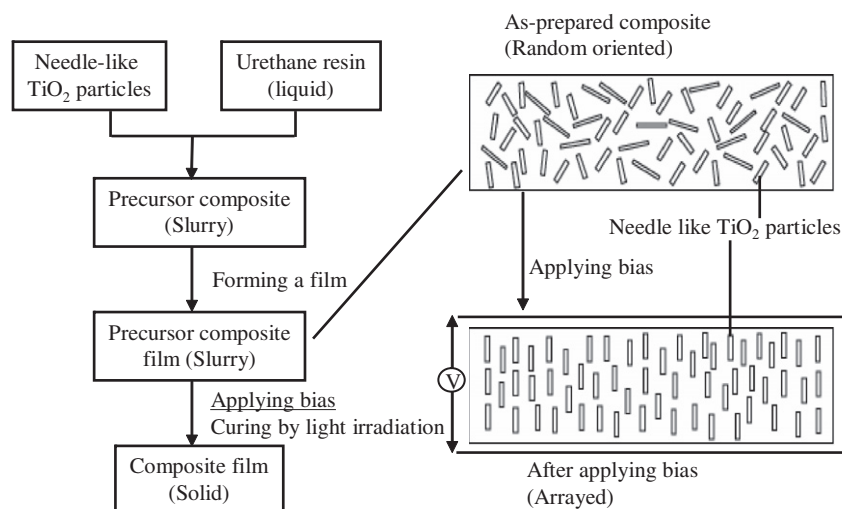 Needle-like
TiO₂ particles
Urethane resin
(liquid)
Precursor composite
(Slurry)
Forming a film
Precursor composite
film (Slurry)
Applying bias
Curing by light irradiation
Composite film
(Solid)
As-prepared composite
(Random oriented)
Needle like TiO₂ particles
Applying bias
V
After applying bias
(Arrayed)